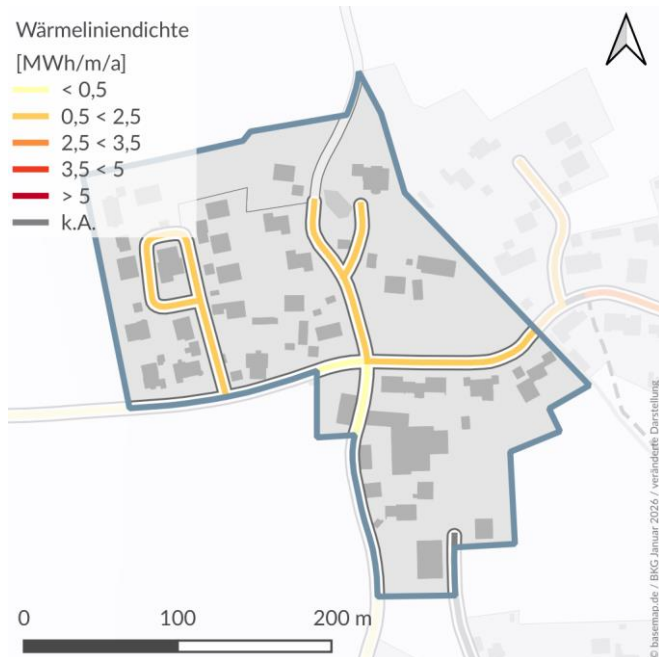 Wärmeliniendichte
[MWh/m/a]
< 0,5
0,5 < 2,5
2,5 < 3,5
3,5 < 5
> 5
k.A.
0 100 200 m
© basemap.de / BKG Januar 2026 / veränderte Darstellung